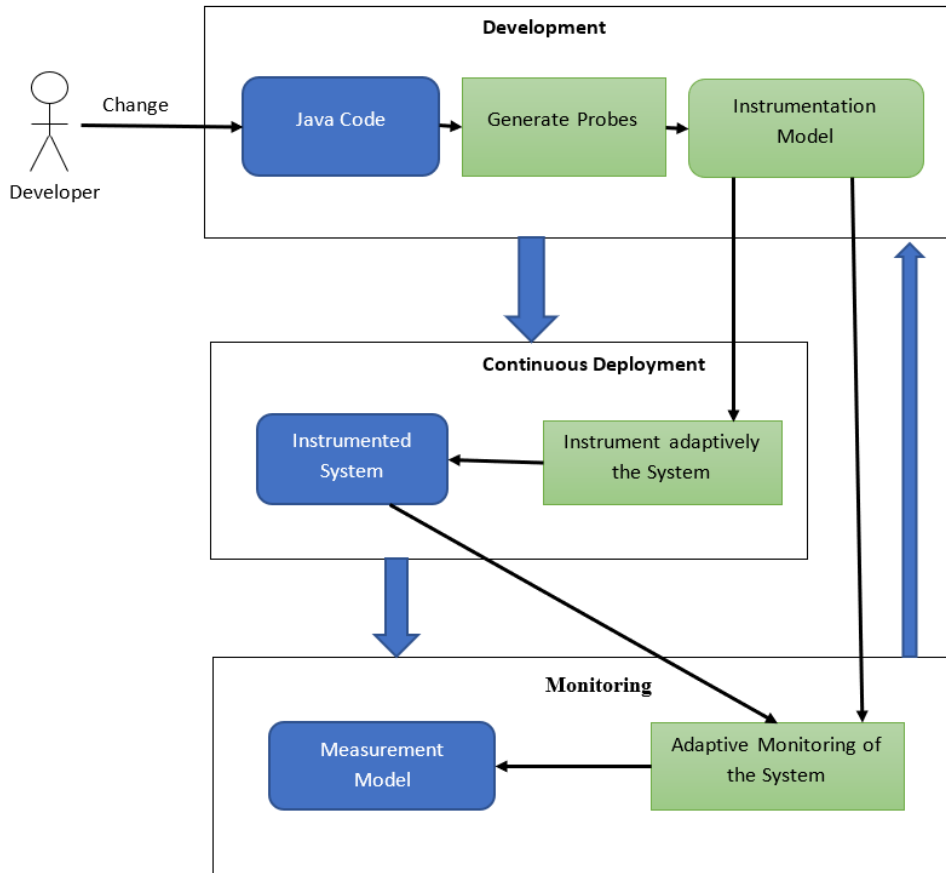 Development
Change
Java Code
Generate Probes
Instrumentation
Model
Developer
Continuous Deployment
Instrumented
System
Instrument adaptively
the System
Monitoring
Measurement
Model
Adaptive Monitoring of
the System